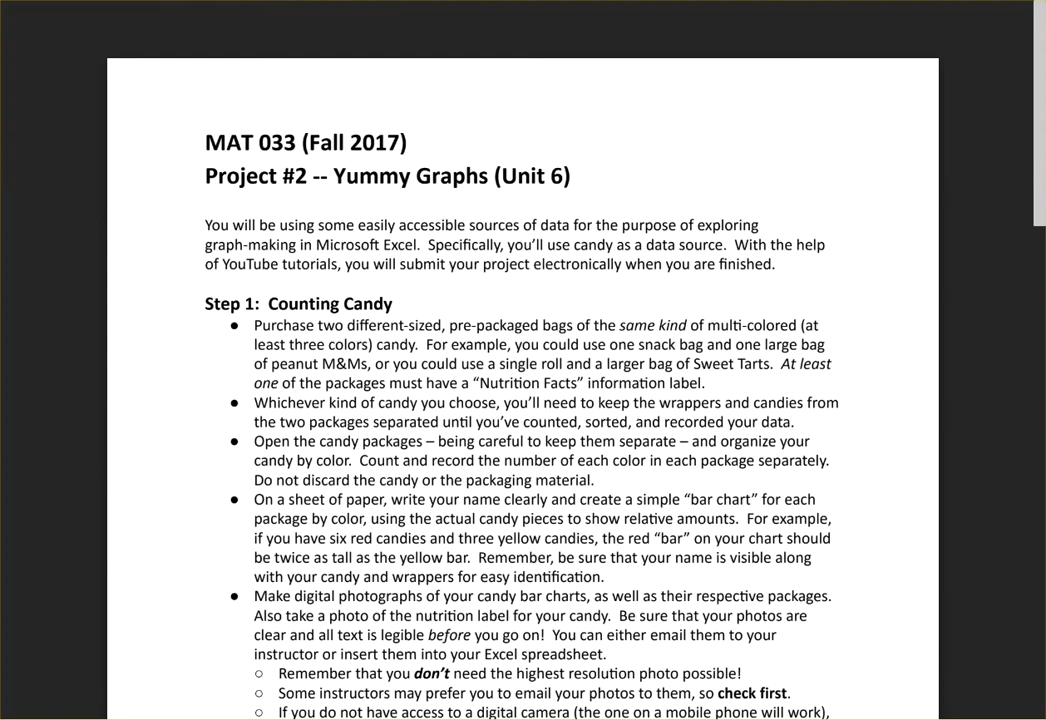 MAT 033 (Fall 2017)
Project #2 -- Yummy Graphs (Unit 6)
You will be using some easily accessible sources of data for the purpose of exploring
graph-making in Microsoft Excel.  Specifically, you’ll use candy as a data source.  With the help
of YouTube tutorials, you will submit your project electronically when you are finished.
Step 1:  Counting Candy
● Purchase two different-sized, pre-packaged bags of the same kind of multi-colored (at
least three colors) candy.  For example, you could use one snack bag and one large bag
of peanut M&Ms, or you could use a single roll and a larger bag of Sweet Tarts.  At least
one of the packages must have a “Nutrition Facts” information label.
● Whichever kind of candy you choose, you’ll need to keep the wrappers and candies from
the two packages separated until you’ve counted, sorted, and recorded your data.
● Open the candy packages – being careful to keep them separate – and organize your
candy by color.  Count and record the number of each color in each package separately.
Do not discard the candy or the packaging material.
● On a sheet of paper, write your name clearly and create a simple “bar chart” for each
package by color, using the actual candy pieces to show relative amounts.  For example,
if you have six red candies and three yellow candies, the red “bar” on your chart should
be twice as tall as the yellow bar.  Remember, be sure that your name is visible along
with your candy and wrappers for easy identification.
● Make digital photographs of your candy bar charts, as well as their respective packages.
Also take a photo of the nutrition label for your candy.  Be sure that your photos are
clear and all text is legible before you go on!  You can either email them to your
instructor or insert them into your Excel spreadsheet.
○ Remember that you don’t need the highest resolution photo possible!
○ Some instructors may prefer you to email your photos to them, so check first.
○ If you do not have access to a digital camera (the one on a mobile phone will work),